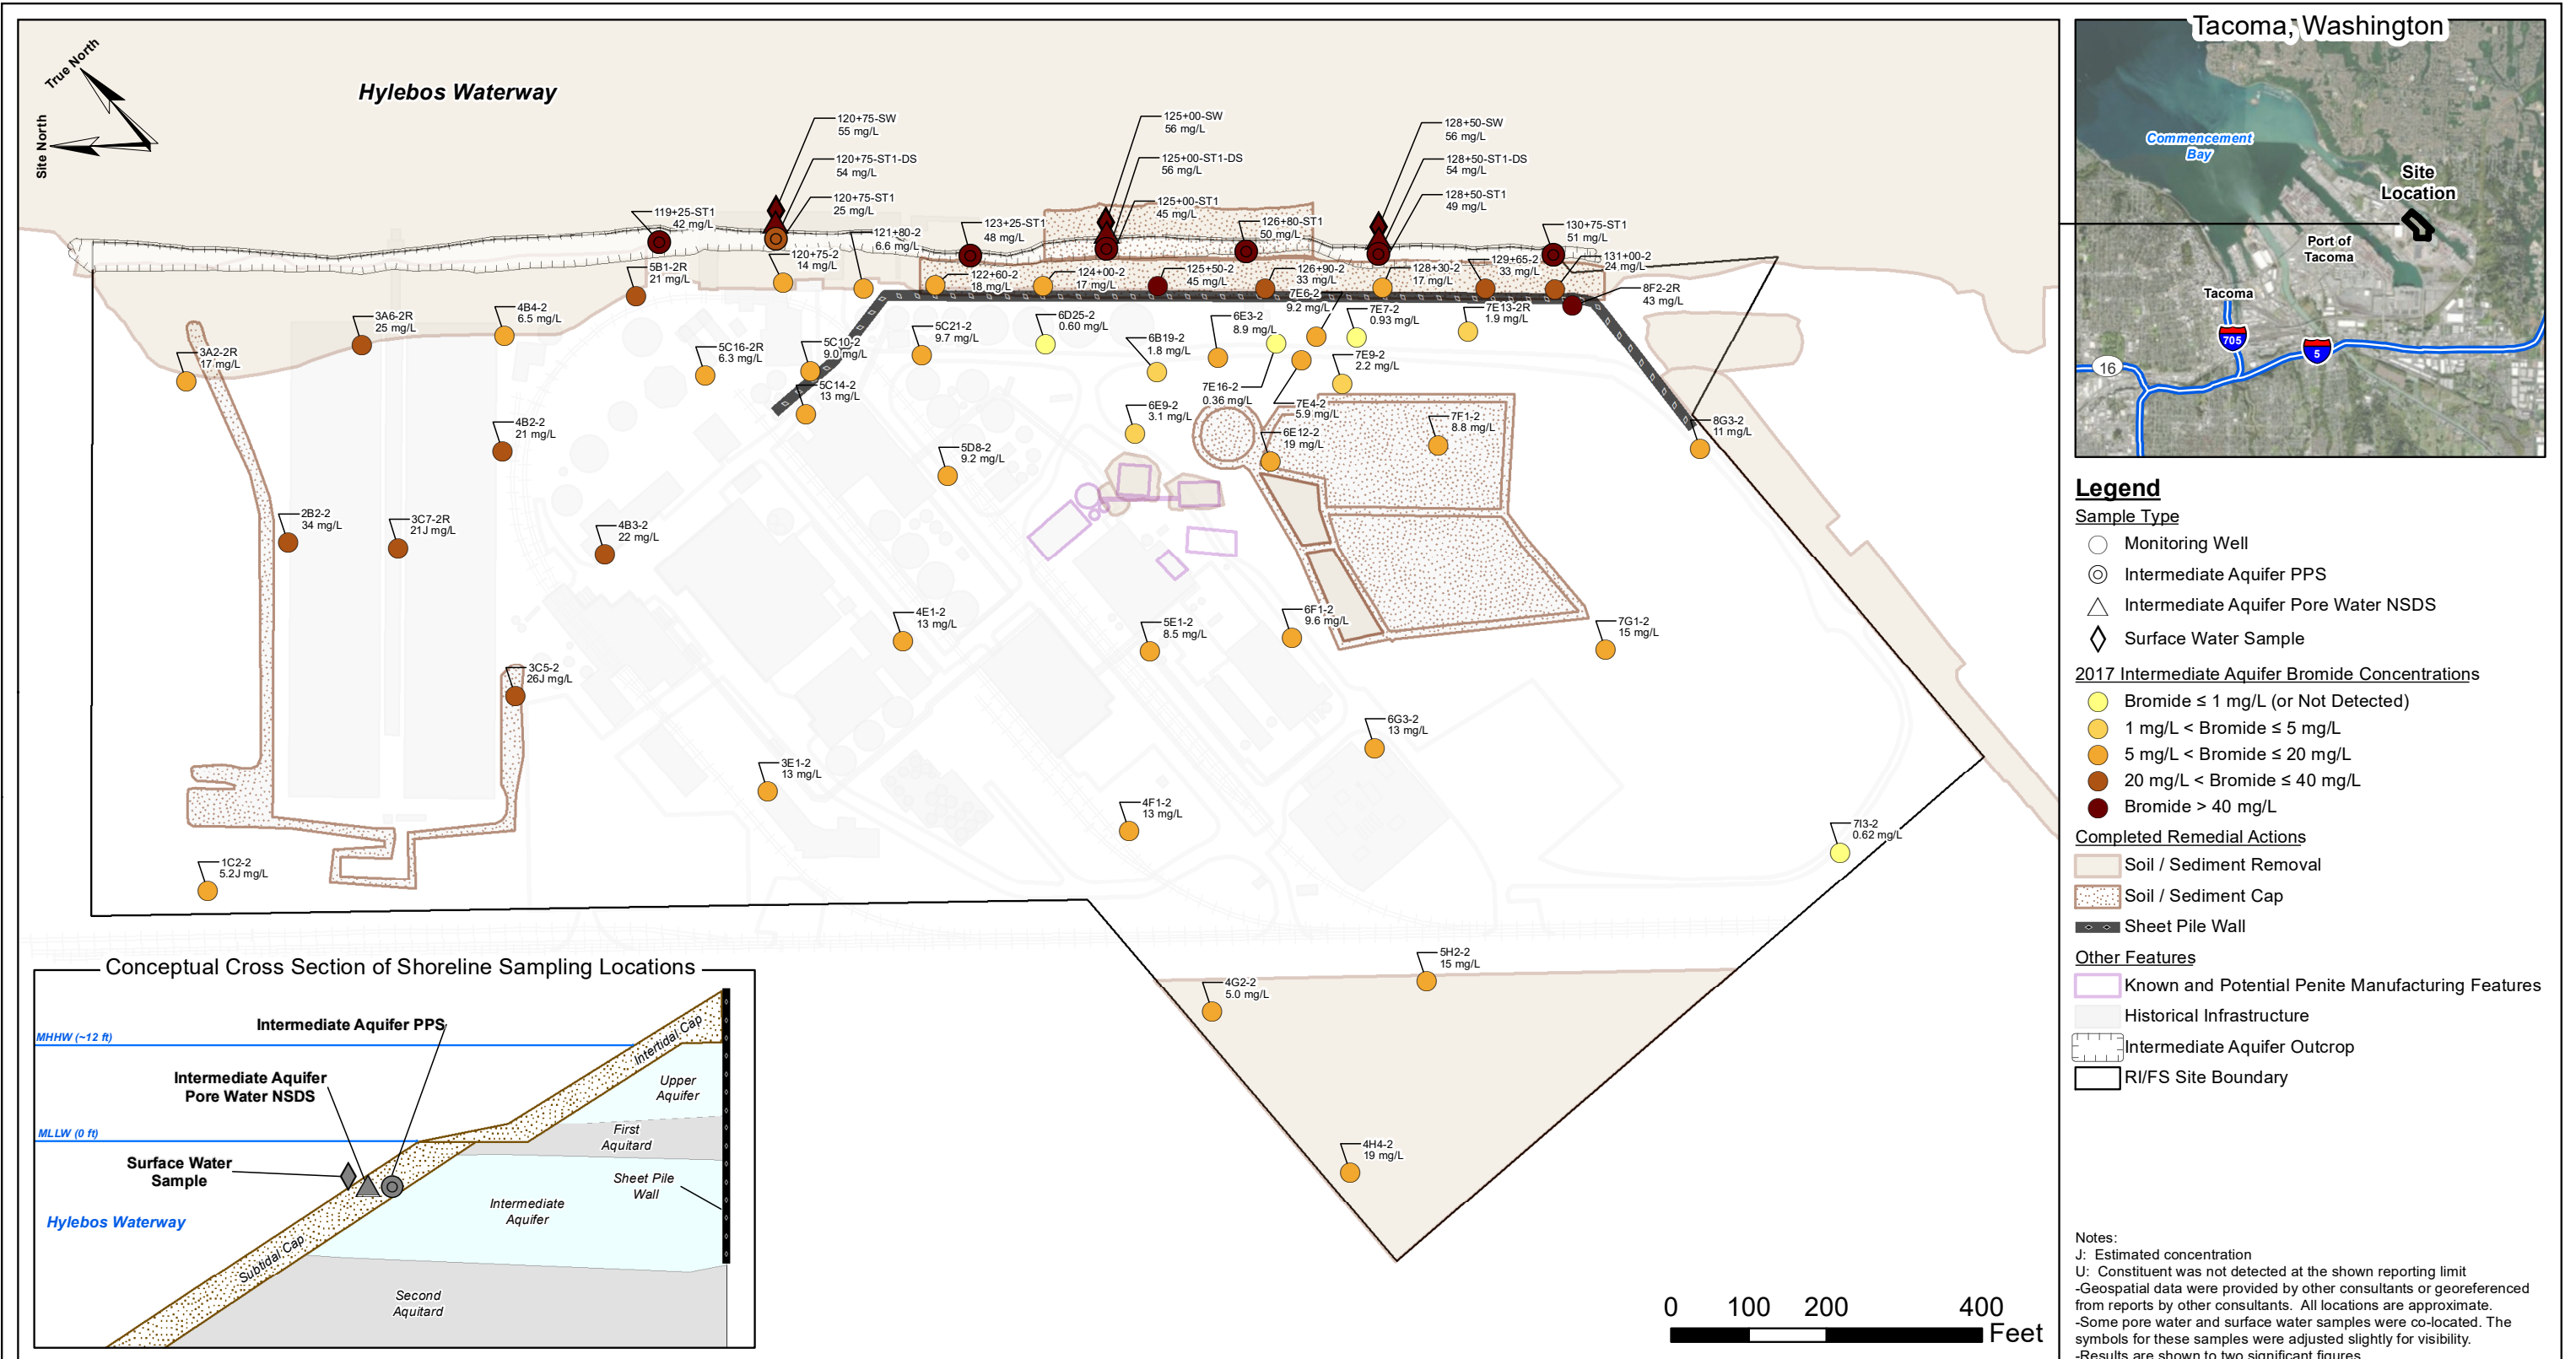 True North
Site North
Hylebos Waterway
120+75-SW
55 mg/L
120+75-ST1-DS
54 mg/L
120+75-ST1
25 mg/L
125+00-SW
56 mg/L
125+00-ST1-DS
56 mg/L
125+00-ST1
45 mg/L
128+50-SW
56 mg/L
128+50-ST1-DS
54 mg/L
128+50-ST1
49 mg/L
119+25-ST1
42 mg/L
121+80-2
6.6 mg/L
123+25-ST1
48 mg/L
126+80-ST1
50 mg/L
130+75-ST1
51 mg/L
120+75-2
14 mg/L
5B1-2R
21 mg/L
122+60-2
18 mg/L
124+00-2
17 mg/L
125+50-2
45 mg/L
126+90-2
33 mg/L
128+30-2
17 mg/L
129+65-2
33 mg/L
131+00-2
24 mg/L
8F2-2R
43 mg/L
3A6-2R
25 mg/L
4B4-2
6.5 mg/L
3A2-2R
17 mg/L
5C16-2R
6.3 mg/L
5C10-2
9.0 mg/L
5C14-2
13 mg/L
5C21-2
9.7 mg/L
6D25-2
0.60 mg/L
6B19-2
1.8 mg/L
6E3-2
8.9 mg/L
7E6-2
9.2 mg/L
7E7-2
0.93 mg/L
7E13-2R
1.9 mg/L
7E9-2
2.2 mg/L
7E16-2
0.36 mg/L
7E4-2
5.9 mg/L
6E9-2
3.1 mg/L
6E12-2
19 mg/L
7F1-2
8.8 mg/L
8G3-2
11 mg/L
4B2-2
21 mg/L
5D8-2
9.2 mg/L
2B2-2
34 mg/L
3C7-2R
21J mg/L
4B3-2
22 mg/L
4E1-2
13 mg/L
5E1-2
8.5 mg/L
6F1-2
9.6 mg/L
7G1-2
15 mg/L
3C5-2
26J mg/L
6G3-2
13 mg/L
3E1-2
13 mg/L
4F1-2
13 mg/L
7I3-2
0.62 mg/L
1C2-2
5.2J mg/L
5H2-2
15 mg/L
4G2-2
5.0 mg/L
4H4-2
19 mg/L
Conceptual Cross Section of Shoreline Sampling Locations
Intermediate Aquifer PPS
MHHW (~12 ft)
Intermediate Aquifer
Pore Water NSDS
MLLW (0 ft)
Surface Water
Sample
Hylebos Waterway
Intertidal Cap
Upper
Aquifer
First
Aquitard
Sheet Pile
Wall
Intermediate
Aquifer
Subtidal Cap
Second
Aquitard
0 100 200 400
Feet
Tacoma, Washington
Commencement
Bay
Site
Location
Port of
Tacoma
Tacoma
705
5
16
Legend
Sample Type
Monitoring Well
Intermediate Aquifer PPS
Intermediate Aquifer Pore Water NSDS
Surface Water Sample
2017 Intermediate Aquifer Bromide Concentrations
Bromide ≤ 1 mg/L (or Not Detected)
1 mg/L < Bromide ≤ 5 mg/L
5 mg/L < Bromide ≤ 20 mg/L
20 mg/L < Bromide ≤ 40 mg/L
Bromide > 40 mg/L
Completed Remedial Actions
Soil / Sediment Removal
Soil / Sediment Cap
Sheet Pile Wall
Other Features
Known and Potential Penite Manufacturing Features
Historical Infrastructure
Intermediate Aquifer Outcrop
RI/FS Site Boundary
Notes:
J: Estimated concentration
U: Constituent was not detected at the shown reporting limit
-Geospatial data were provided by other consultants or georeferenced
from reports by other consultants. All locations are approximate.
-Some pore water and surface water samples were co-located. The
symbols for these samples were adjusted slightly for visibility.
-Results are shown to two significant figures